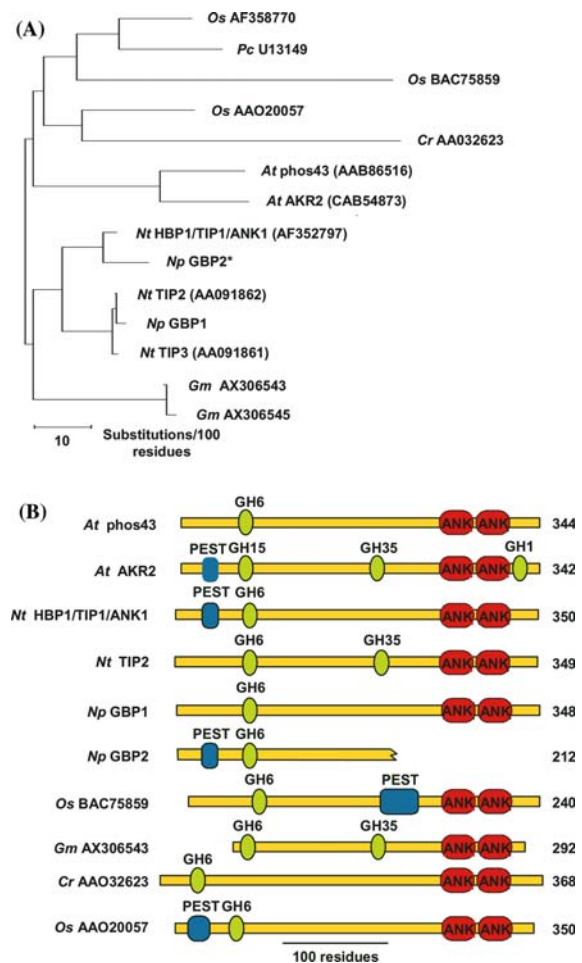 (A)
Os AF358770
Pc U13149
Os BAC75859
Os AAO20057
Cr AA032623
At phos43 (AAB86516)
At AKR2 (CAB54873)
Nt HBP1/TIP1/ANK1 (AF352797)
Np GBP2*
Nt TIP2 (AA091862)
Np GBP1
Nt TIP3 (AA091861)
Gm AX306543
Gm AX306545
10 Substitutions/100
residues
(B)
GH6
At phos43 ANK ANK 344
PEST GH15 GH35 GH1
At AKR2 ANK ANK 342
PEST GH6
Nt HBP1/TIP1/ANK1 ANK ANK 350
GH6 GH35
Nt TIP2 ANK ANK 349
GH6
Np GBP1 ANK ANK 348
PEST GH6
Np GBP2 212
GH6 PEST
Os BAC75859 ANK ANK 240
GH6 GH35
Gm AX306543 ANK ANK 292
GH6
Cr AAO32623 ANK ANK 368
PEST GH6
Os AAO20057 ANK ANK 350
100 residues